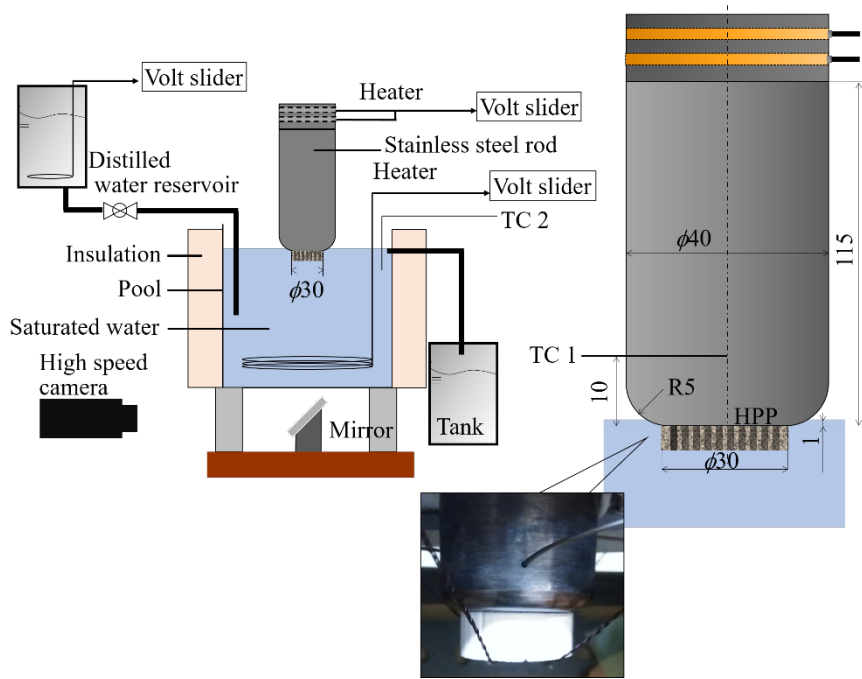 Volt slider
Heater
Volt slider
Stainless steel rod
Distilled
water reservoir
Heater
Volt slider
TC 2
Insulation
ϕ30
Pool
Saturated water
High speed
camera
Mirror
Tank
ϕ40
115
TC 1
10
R5
HPP
1
ϕ30